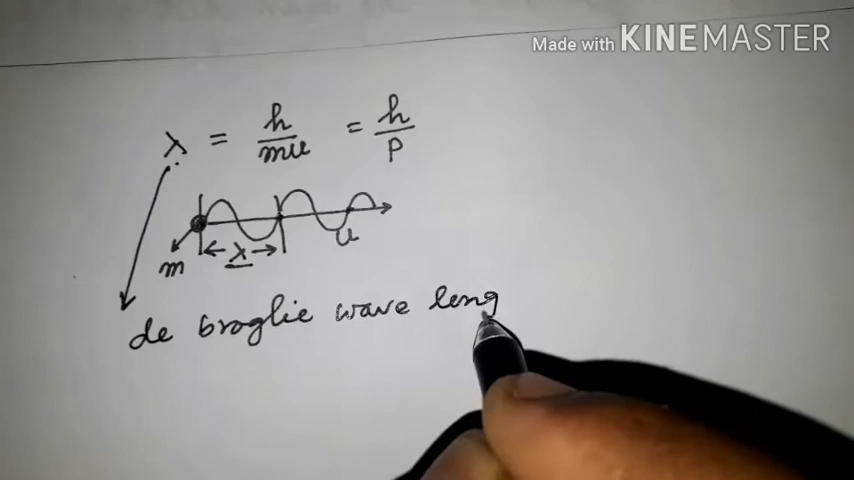 Made with KINEMASTER
λ = h/mu = h/p
m λ u
de broglie wave leng